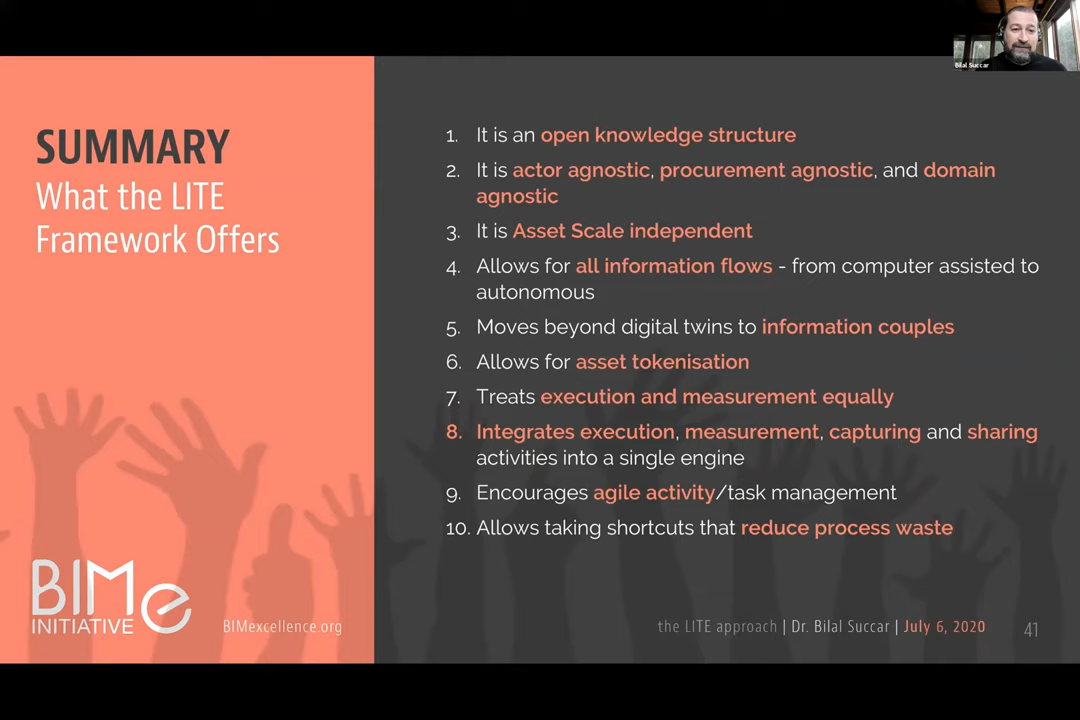 Bilal Succar
SUMMARY
What the LITE
Framework Offers
1. It is an open knowledge structure
2. It is actor agnostic, procurement agnostic, and domain
agnostic
3. It is Asset Scale independent
4. Allows for all information flows - from computer assisted to
autonomous
5. Moves beyond digital twins to information couples
6. Allows for asset tokenisation
7. Treats execution and measurement equally
8. Integrates execution, measurement, capturing and sharing
activities into a single engine
9. Encourages agile activity/task management
10. Allows taking shortcuts that reduce process waste
BIMe
INITIATIVE
BIMexcellence.org
the LITE approach | Dr. Bilal Succar | July 6, 2020
41